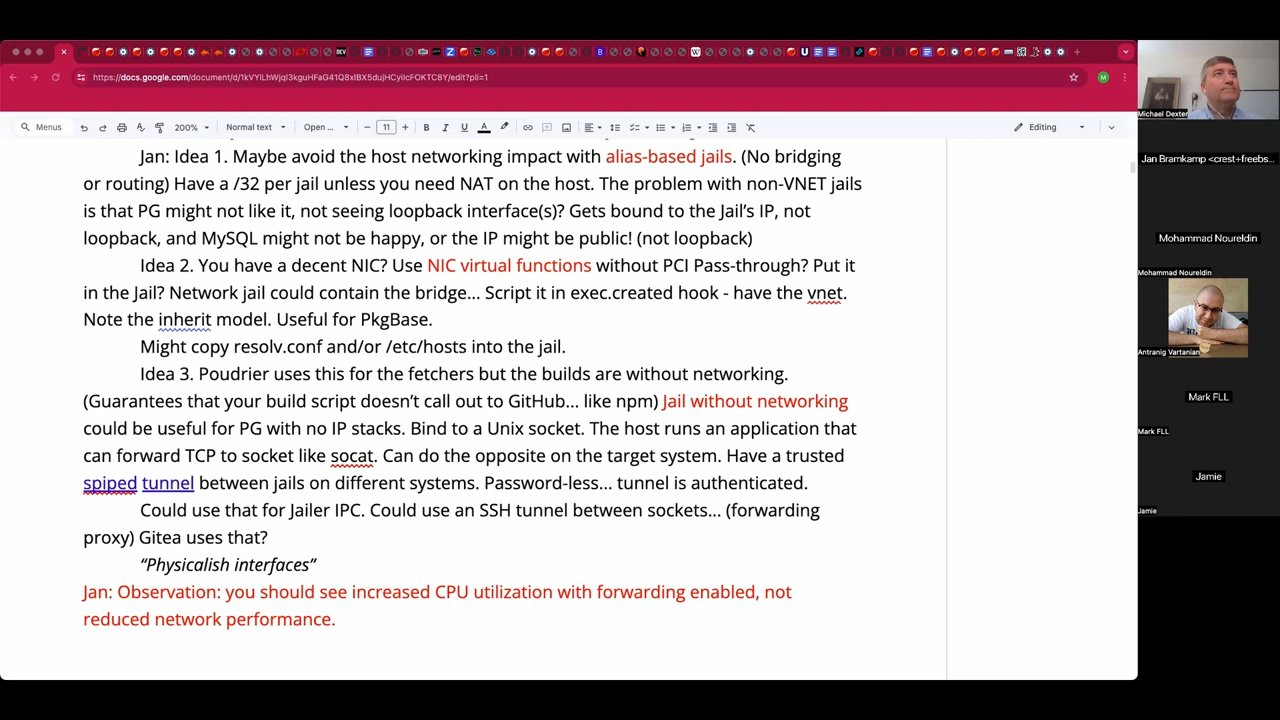 https://docs.google.com/document/d/1kVYiLhWjqI3kguHFaG41Q8xIBX5dujHCyiIcFOKTC8Y/edit?pli=1
M
Menus
200%
Normal text
Open ...
11
Editing
Jan: Idea 1. Maybe avoid the host networking impact with alias-based jails. (No bridging
or routing) Have a /32 per jail unless you need NAT on the host. The problem with non-VNET jails
is that PG might not like it, not seeing loopback interface(s)? Gets bound to the Jail’s IP, not
loopback, and MySQL might not be happy, or the IP might be public! (not loopback)
Idea 2. You have a decent NIC? Use NIC virtual functions without PCI Pass-through? Put it
in the Jail? Network jail could contain the bridge... Script it in exec.created hook - have the vnet.
Note the inherit model. Useful for PkgBase.
Might copy resolv.conf and/or /etc/hosts into the jail.
Idea 3. Poudrier uses this for the fetchers but the builds are without networking.
(Guarantees that your build script doesn’t call out to GitHub... like npm) Jail without networking
could be useful for PG with no IP stacks. Bind to a Unix socket. The host runs an application that
can forward TCP to socket like socat. Can do the opposite on the target system. Have a trusted
spiped tunnel between jails on different systems. Password-less... tunnel is authenticated.
Could use that for Jailer IPC. Could use an SSH tunnel between sockets... (forwarding
proxy) Gitea uses that?
“Physicalish interfaces”
Jan: Observation: you should see increased CPU utilization with forwarding enabled, not
reduced network performance.
Michael Dexter
Jan Bramkamp <crest+freebs...
Mohammad Noureldin
Mohammad Noureldin
Antranig Vartanian
Mark FLL
Mark FLL
Jamie
Jamie